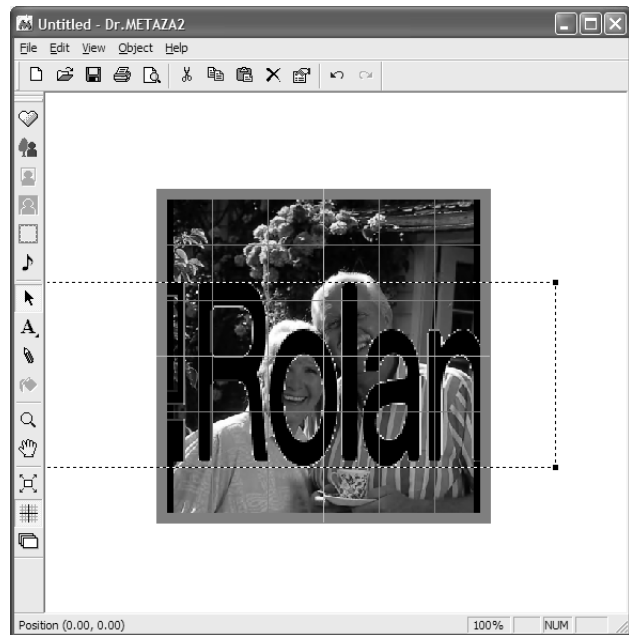 Untitled - Dr.METAZA2
File Edit View Object Help
A
Rolan
Position (0.00, 0.00) 100% NUM